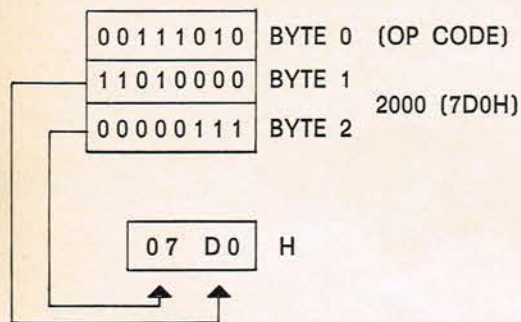 00111010 BYTE 0 (OP CODE)
11010000 BYTE 1
2000 (7D0H)
00000111 BYTE 2
07 D0 H